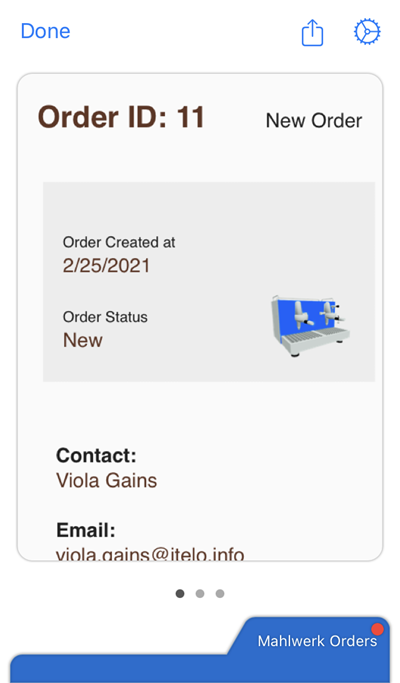 Done
Order ID: 11
New Order
Order Created at
2/25/2021
Order Status
New
Contact:
Viola Gains
Email:
viola.gains@itelo.info
Mahlwerk Orders